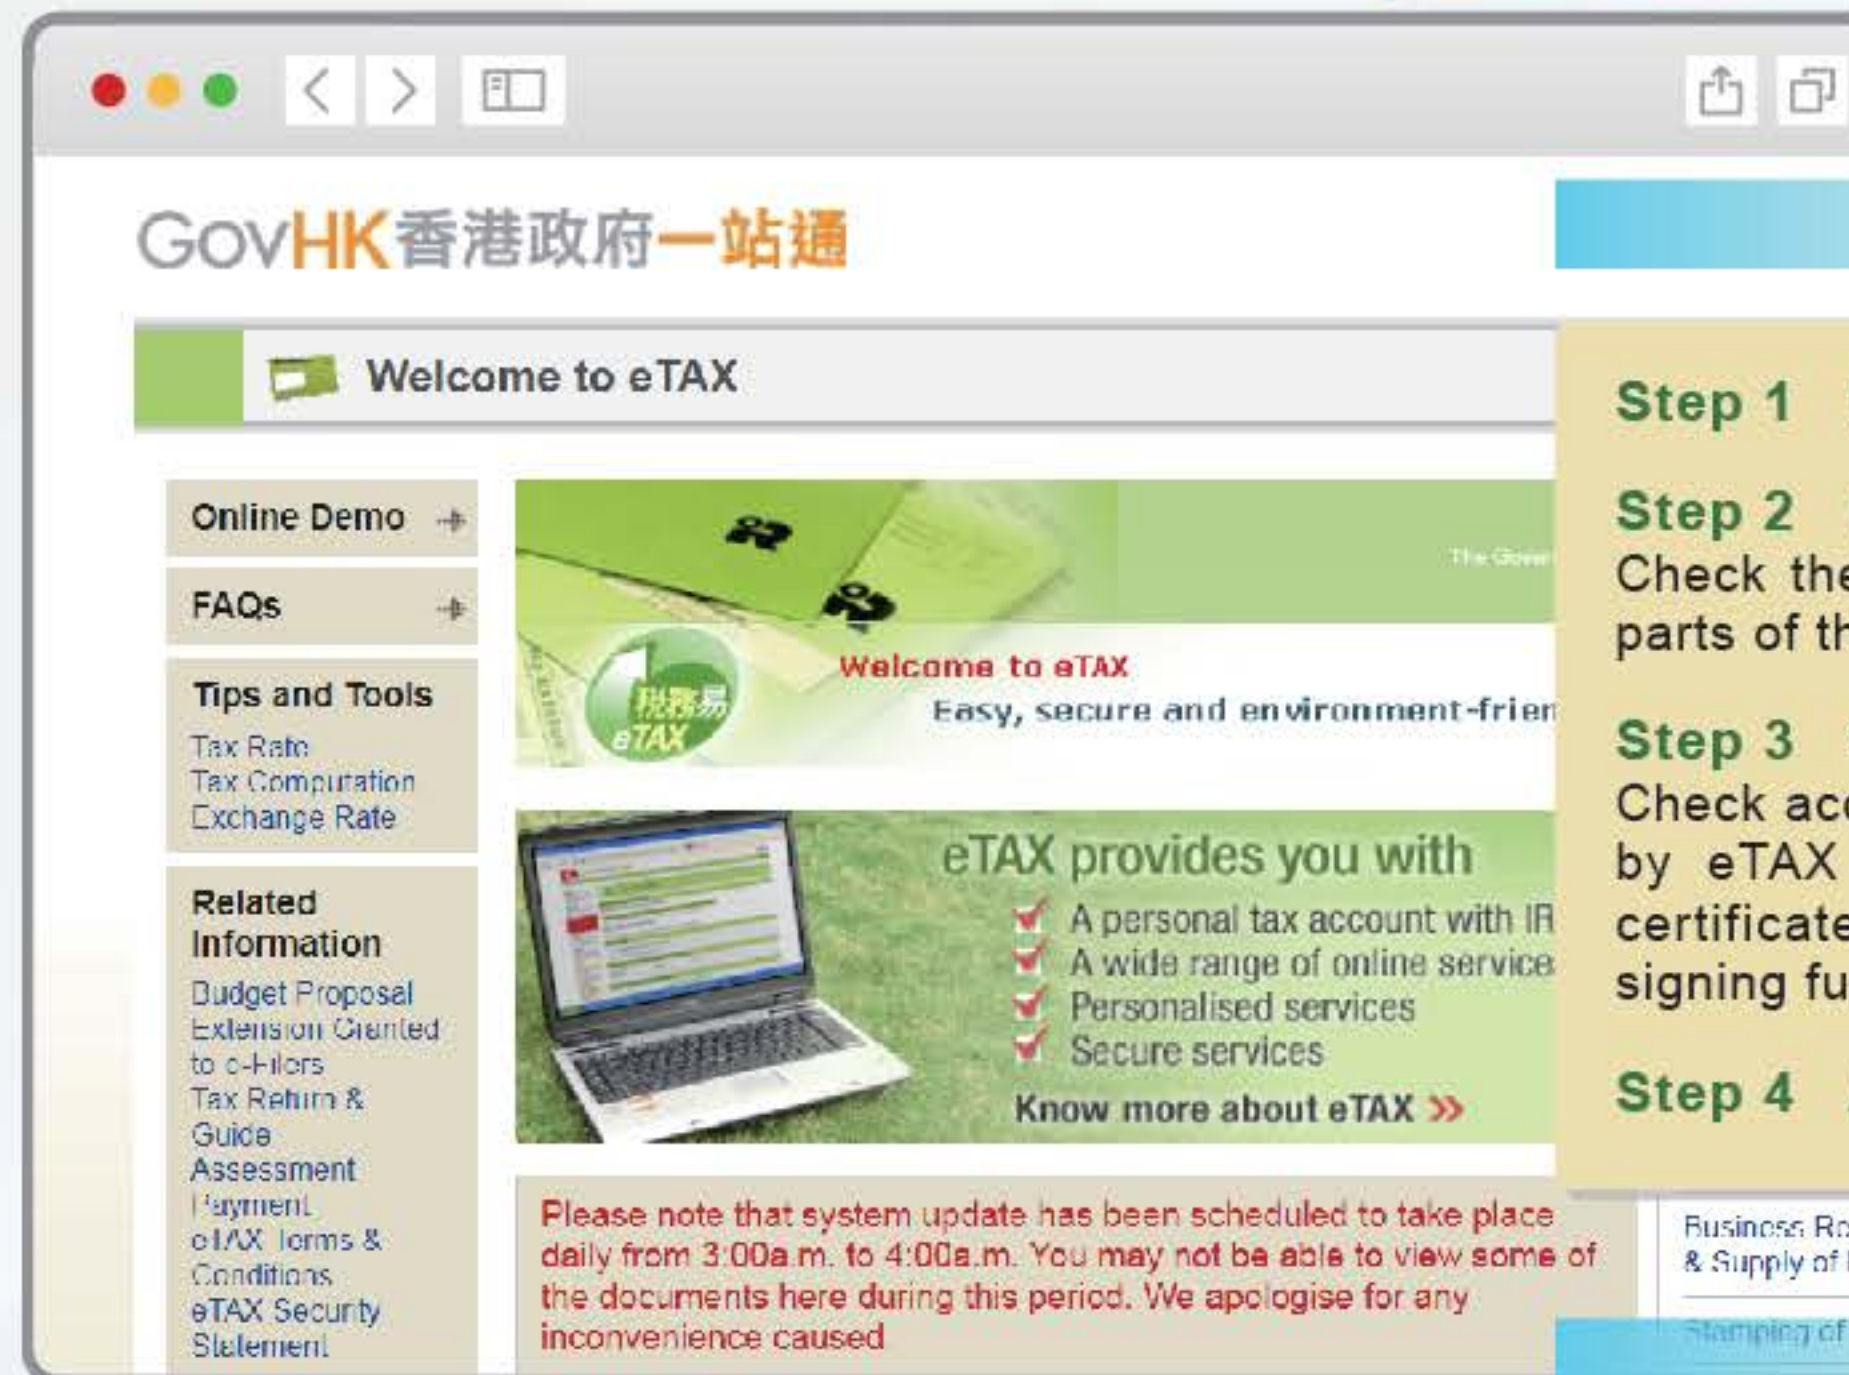 GovHK香港政府一站通
Welcome to eTAX
Online Demo
FAQs
Tips and Tools
Tax Rate
Tax Computation
Exchange Rate
Related
Information
Budget Proposal
Extension Granted
to e-Filers
Tax Return &
Guide
Assessment
Payment
eTAX Terms &
Conditions
eTAX Security
Statement
The Gover
税務易
eTAX
Welcome to eTAX
Easy, secure and environment-frien
eTAX provides you with
A personal tax account with IR
A wide range of online service
Personalised services
Secure services
Know more about eTAX »
Please note that system update has been scheduled to take place
daily from 3:00a.m. to 4:00a.m. You may not be able to view some of
the documents here during this period. We apologise for any
inconvenience caused
Step 1
Step 2
Check the
parts of th
Step 3
Check acc
by eTAX
certificate
signing fu
Step 4
Business Re
& Supply of
Stamping of